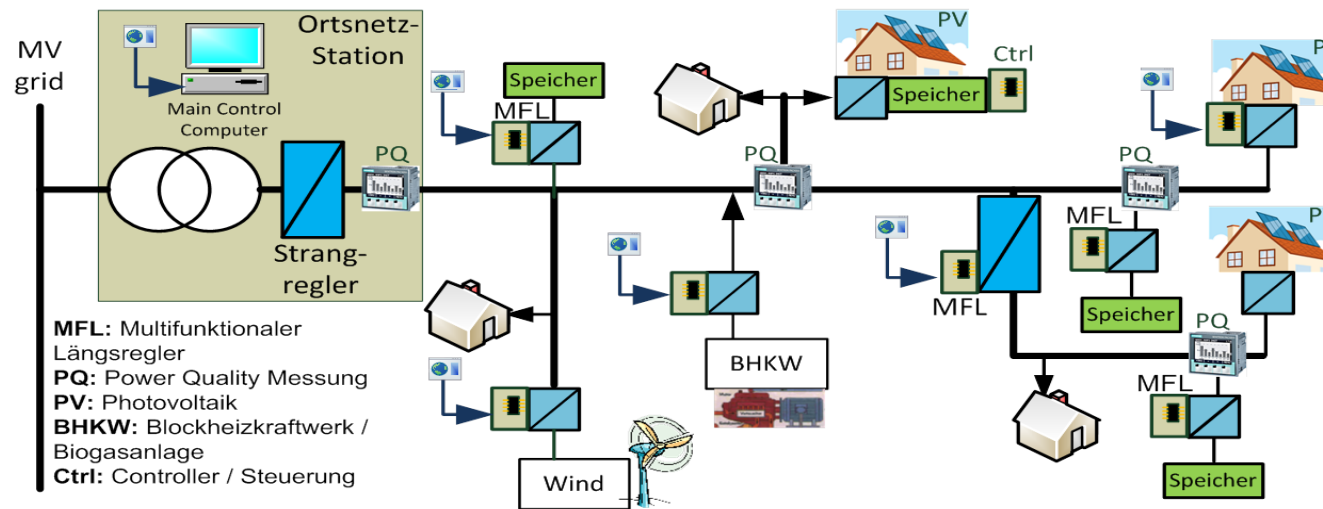 MV
grid
Ortsnetz-
Station
Main Control
Computer
PQ
Strang-
regler
Speicher
MFL
Wind
BHKW
PQ
PV
Speicher
Ctrl
MFL
PQ
MFL
Speicher
P
P
PQ
MFL
Speicher
MFL: Multifunktionaler
Längsregler
PQ: Power Quality Messung
PV: Photovoltaik
BHKW: Blockheizkraftwerk /
Biogasanlage
Ctrl: Controller / Steuerung